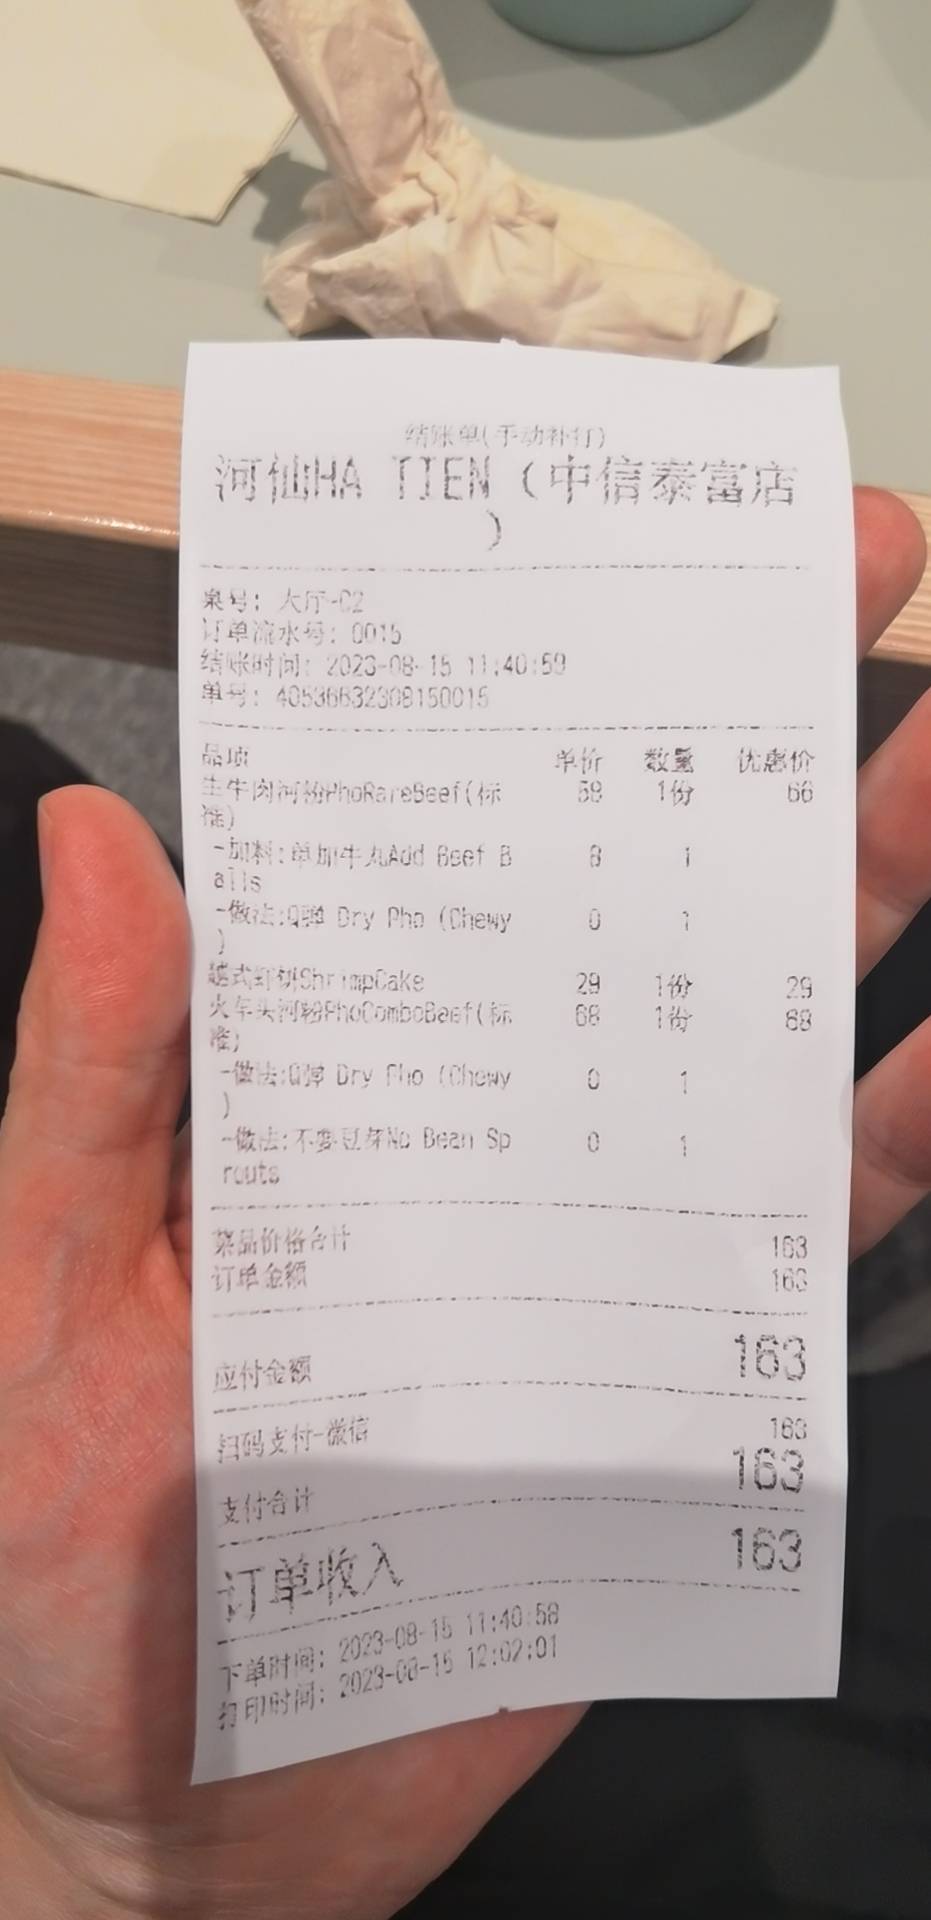 结账单(手动补打)
河仙HA TIEN (中信泰富店
)
桌号: 大厅-C2
订单流水号: 0015
结账时间: 2023-08-15 11:40:59
单号: 40536632308150015
品项 单价 数量 优惠价
生牛肉河粉PhoRareBeef(标 58 1份 66
准)
-加料:单加牛丸Add Beef B 8 1
alls
-做法:Q弹 Dry Pho (Chewy 0 1
)
越式虾饼ShrimpCake 29 1份 29
火车头河粉PhoComboBeef(标 68 1份 68
准)
-做法:Q弹 Dry Pho (Chewy 0 1
)
-做法:不要豆芽No Bean Sp 0 1
routs
菜品价格合计 163
订单金额 163
应付金额 163
扫码支付-微信 163
支付合计 163
订单收入 163
下单时间: 2023-08-15 11:40:58
打印时间: 2023-08-15 12:02:01